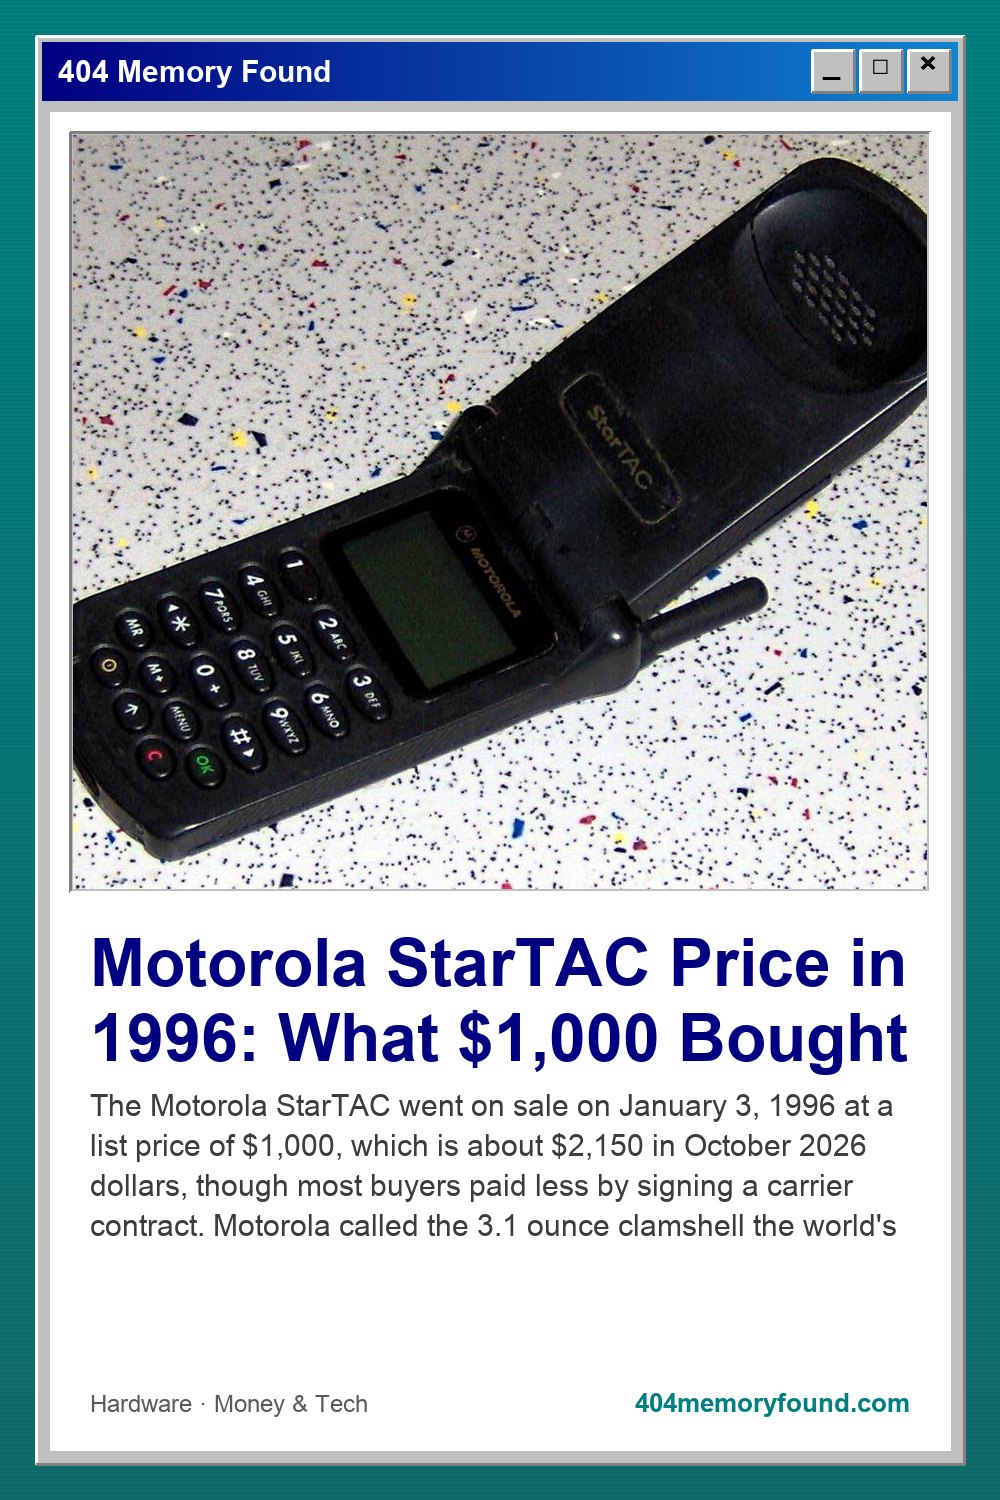 404 Memory Found
StarTAC
MOTOROLA
1
2 ABC
3 DEF
4 GHI
5 JKL
6 MNO
7 PQRS
8 TUV
9 WXYZ
*
0 +
#
MR
M+
MENU
C
OK
Motorola StarTAC Price in
1996: What $1,000 Bought
The Motorola StarTAC went on sale on January 3, 1996 at a
list price of $1,000, which is about $2,150 in October 2026
dollars, though most buyers paid less by signing a carrier
contract. Motorola called the 3.1 ounce clamshell the world's
Hardware · Money & Tech
404memoryfound.com